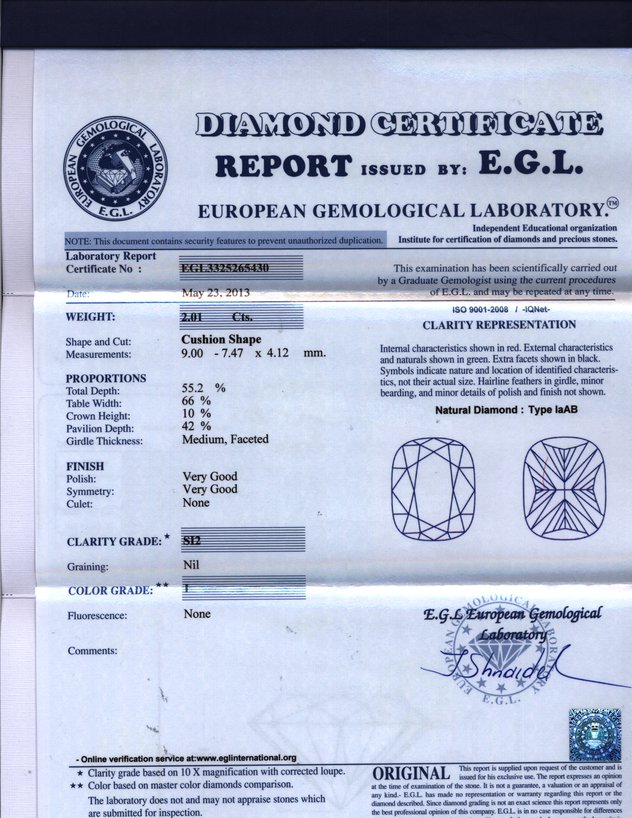 DIAMOND CERTIFICATE
REPORT ISSUED BY: E.G.L.
EUROPEAN GEMOLOGICAL LABORATORY.™
EUROPEAN GEMOLOGICAL LABORATORY
E.G.L.
Independent Educational organization
Institute for certification of diamonds and precious stones.
NOTE: This document contains security features to prevent unauthorized duplication.
Laboratory Report
Certificate No : EGL3325265430
Date: May 23, 2013
WEIGHT: 2.01 Cts.
Shape and Cut: Cushion Shape
Measurements: 9.00 - 7.47 x 4.12 mm.
PROPORTIONS
Total Depth: 55.2 %
Table Width: 66 %
Crown Height: 10 %
Pavilion Depth: 42 %
Girdle Thickness: Medium, Faceted
FINISH
Polish: Very Good
Symmetry: Very Good
Culet: None
CLARITY GRADE: * SI2
Graining: Nil
COLOR GRADE: ** I
Fluorescence: None
Comments:
This examination has been scientifically carried out
by a Graduate Gemologist using the current procedures
of E.G.L. and may be repeated at any time.
ISO 9001-2008 / -IQNet-
CLARITY REPRESENTATION
Internal characteristics shown in red. External characteristics
and naturals shown in green. Extra facets shown in black.
Symbols indicate nature and location of identified characteris-
tics, not their actual size. Hairline feathers in girdle, minor
bearding, and minor details of polish and finish not shown.
Natural Diamond : Type IaAB
E.G.L European Gemological
Laboratory
EUROPEAN GEMOLOGICAL LABORATORY
E.G.L.
- Online verification service at:www.eglinternational.org
* Clarity grade based on 10 X magnification with corrected loupe.
** Color based on master color diamonds comparison.
The laboratory does not and may not appraise stones which
are submitted for inspection.
ORIGINAL This report is supplied upon request of the customer and is
issued for his exclusive use. The report expresses an opinion
at the time of examination of the stone. It is not a guarantee, a valuation or an appraisal of
any kind.- E.G.L. has made no representation or warranty regarding this report or the
diamond described. Since diamond grading is not an exact science this report represents only
the best professional opinion of this company. E.G.L. is in no case responsible for differences